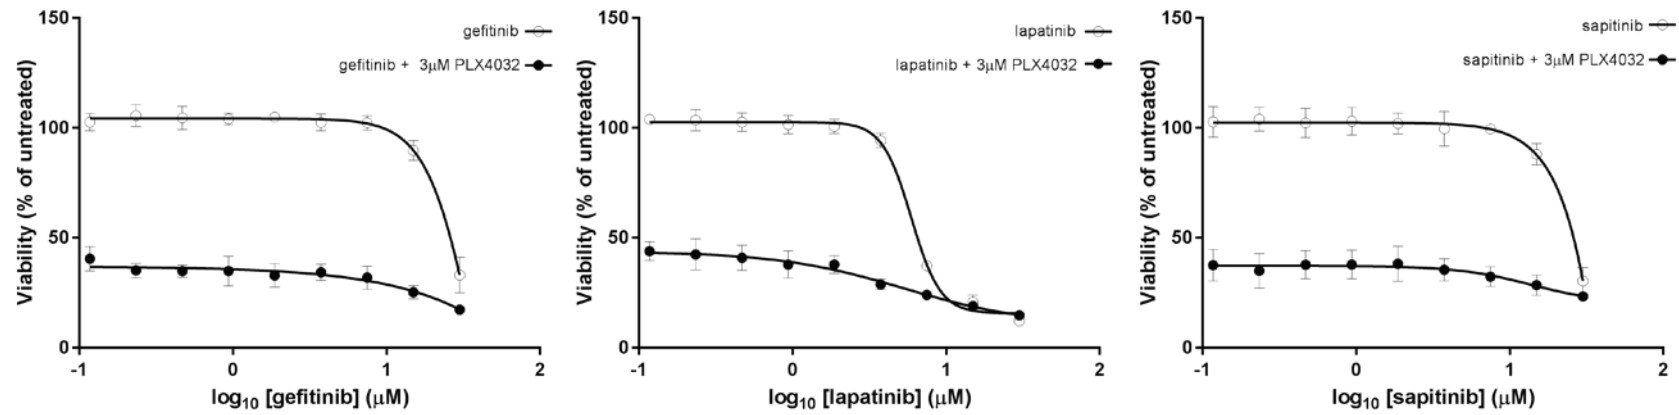 150
100
50
0
Viability (% of untreated)
gefitinib
gefitinib + 3μM PLX4032
-1
0
1
2
log10 [gefitinib] (μM)
150
100
50
0
Viability (% of untreated)
lapatinib
lapatinib + 3μM PLX4032
-1
0
1
2
log10 [lapatinib] (μM)
150
100
50
0
Viability (% of untreated)
sapitinib
sapitinib + 3μM PLX4032
-1
0
1
2
log10 [sapitinib] (μM)